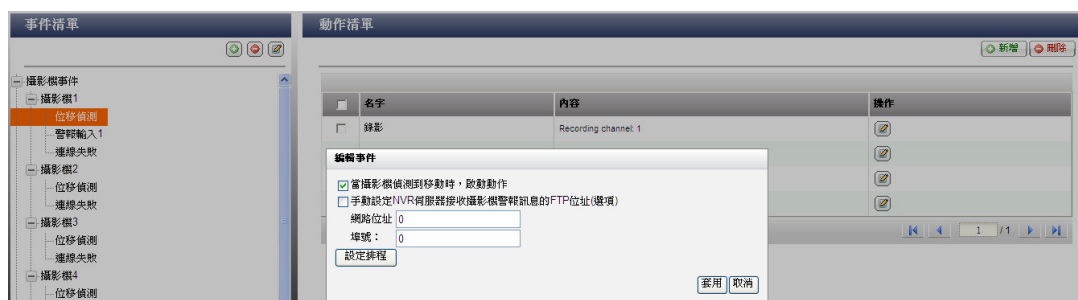 事件清單
攝影機事件
攝影機1
位移偵測
警報輸入1
連線失敗
攝影機2
位移偵測
連線失敗
攝影機3
位移偵測
連線失敗
攝影機4
位移偵測
動作清單
新增 刪除
名字 內容 操作
錄影 Recording channel: 1
編輯事件
當攝影機偵測到移動時，啟動動作
手動設定NVR伺服器接收攝影機警報訊息的FTP位址(選項)
網路位址 0
埠號： 0
設定排程
套用 取消
1 / 1